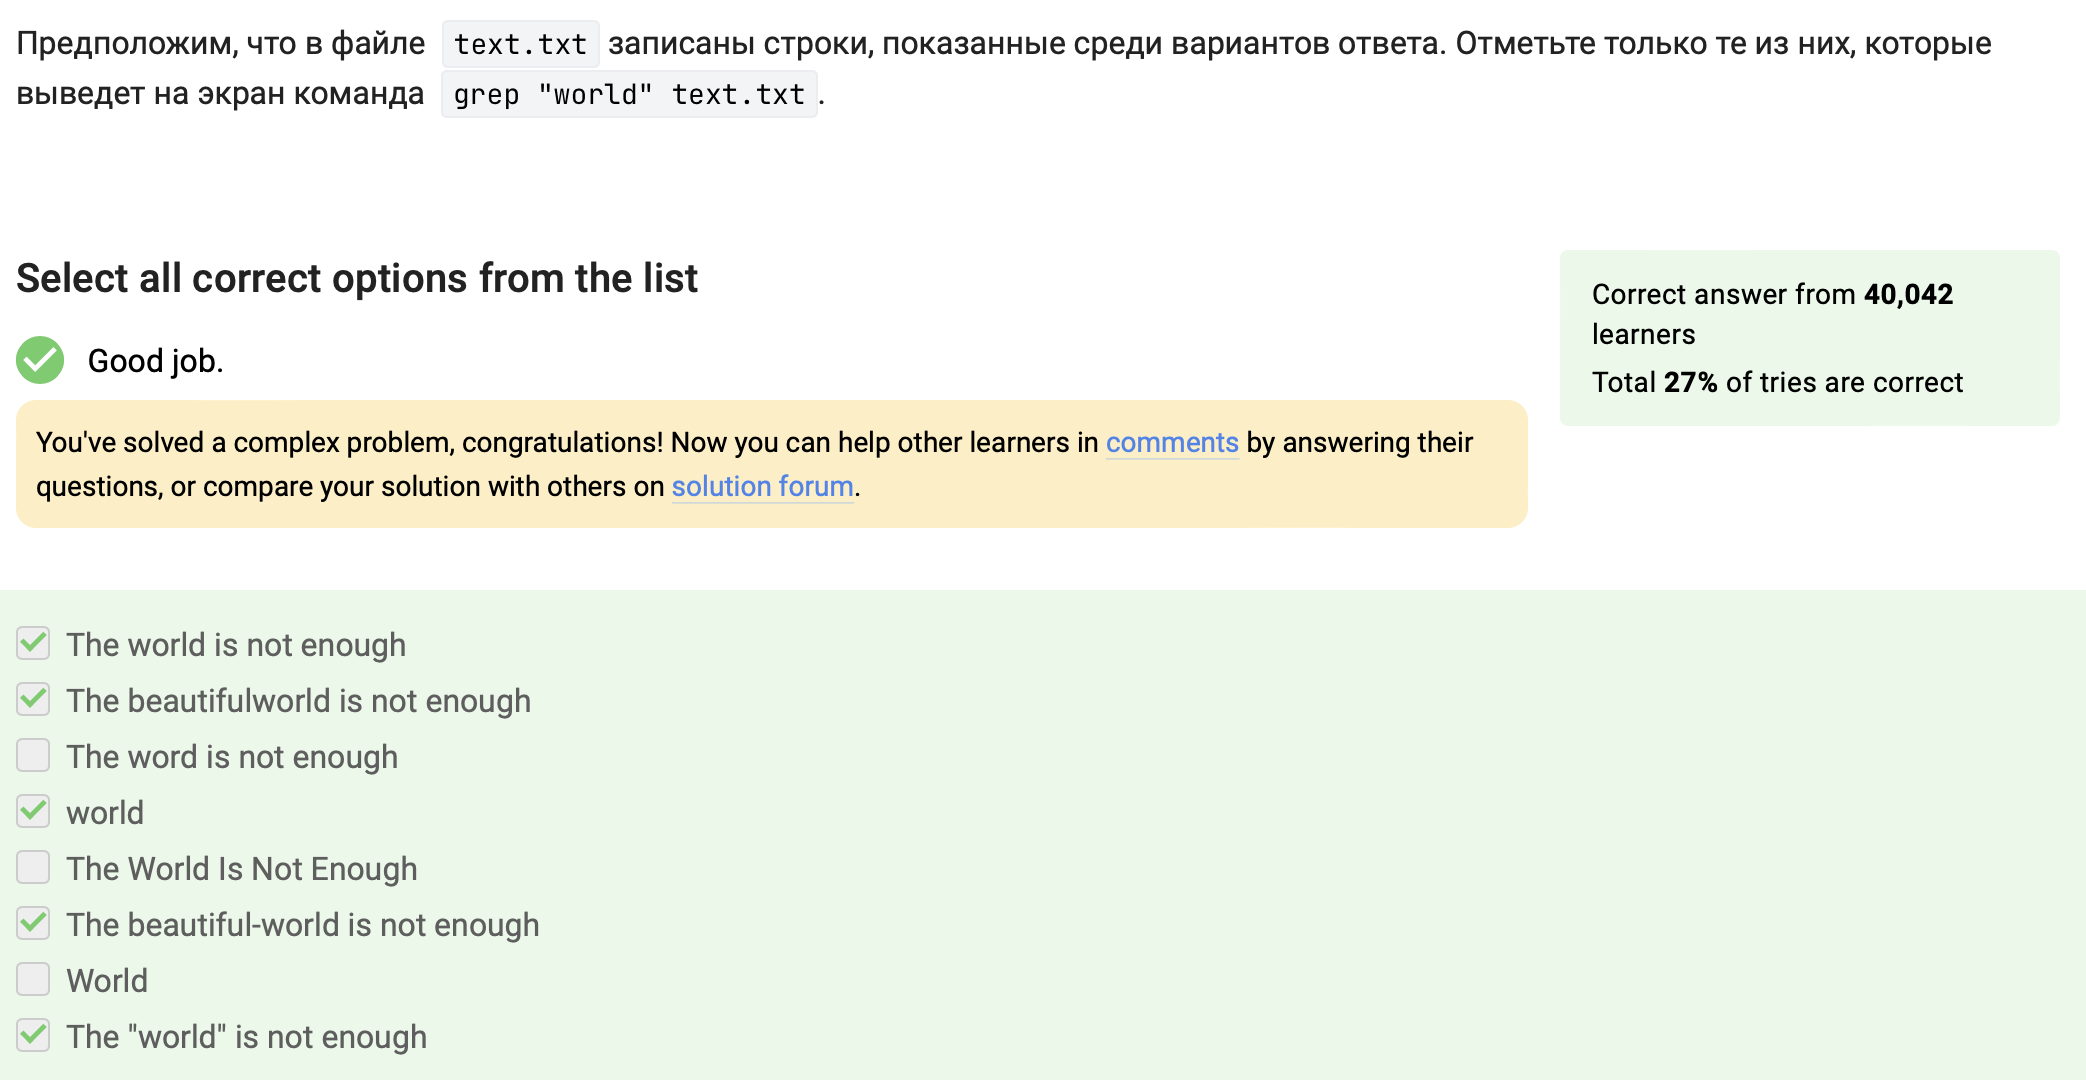 Предположим, что в файле text.txt записаны строки, показанные среди вариантов ответа. Отметьте только те из них, которые
выведет на экран команда grep "world" text.txt.
Select all correct options from the list
Good job.
You've solved a complex problem, congratulations! Now you can help other learners in comments by answering their
questions, or compare your solution with others on solution forum.
Correct answer from 40,042
learners
Total 27% of tries are correct
The world is not enough
The beautifulworld is not enough
The word is not enough
world
The World Is Not Enough
The beautiful-world is not enough
World
The "world" is not enough